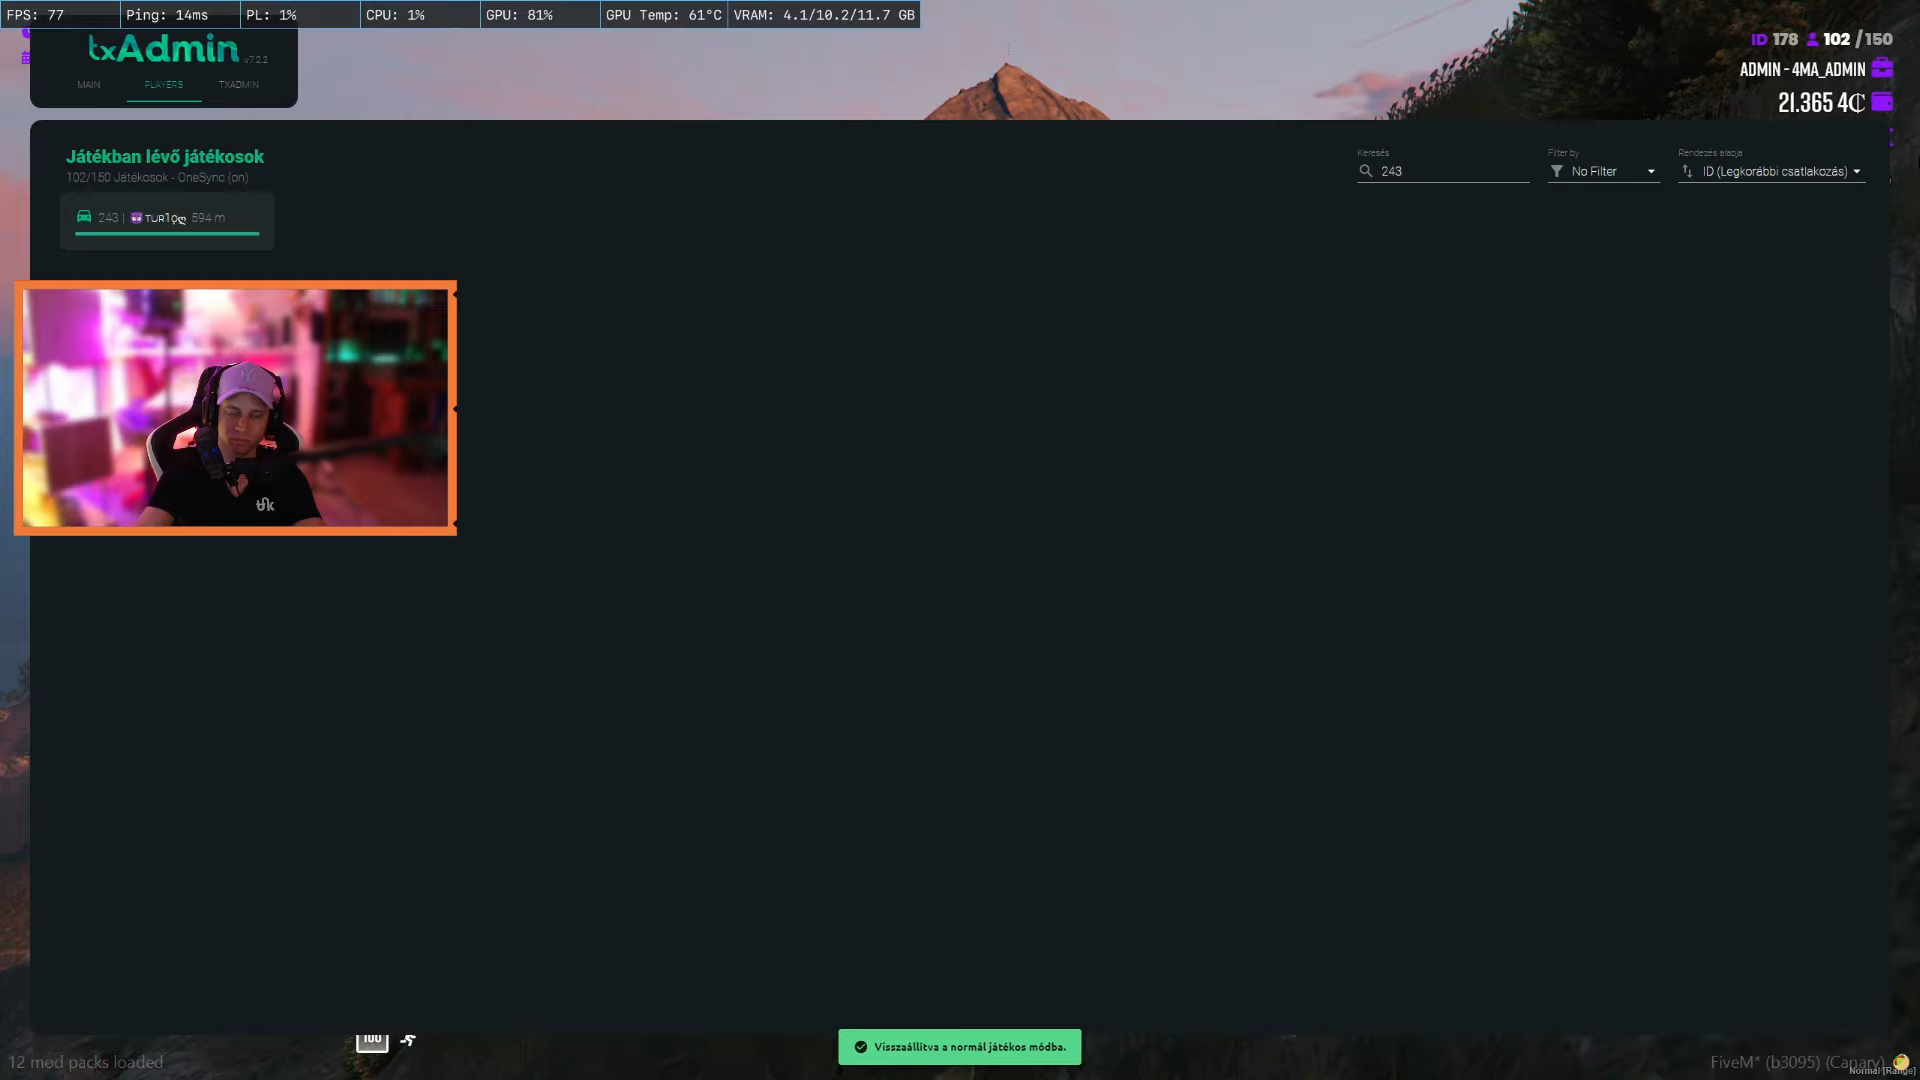 FPS: 77 Ping: 14ms PL: 1% CPU: 1% GPU: 81% GPU Temp: 61°C VRAM: 4.1/10.2/11.7 GB
txAdmin v7.2.2
MAIN PLAYERS TXADMIN
ID 178 102 /150
ADMIN - 4MA_ADMIN
21.365 4₵
Játékban lévő játékosok
102/150 Játékosok - OneSync (on)
Keresés
243
Filter by
No Filter
Rendezés alapja
ID (Legkorábbi csatlakozás)
243 | 594 m
100
Visszaállítva a normál játékos módba.
12 mod packs loaded
FiveM* (b3095) (Canary)
Normal [Range]